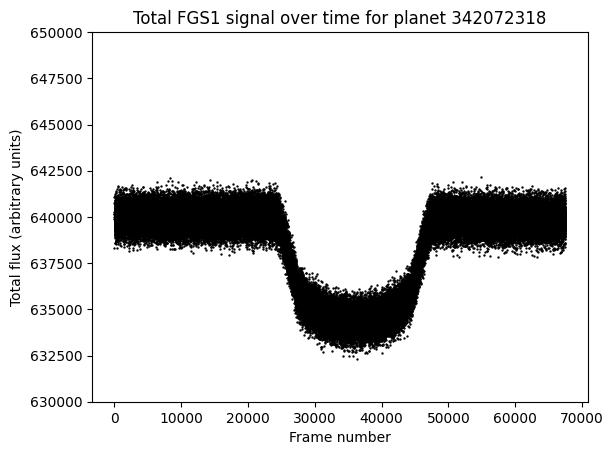 Total FGS1 signal over time for planet 342072318
650000
647500
645000
642500
640000
637500
635000
632500
630000
Total flux (arbitrary units)
0 10000 20000 30000 40000 50000 60000 70000
Frame number